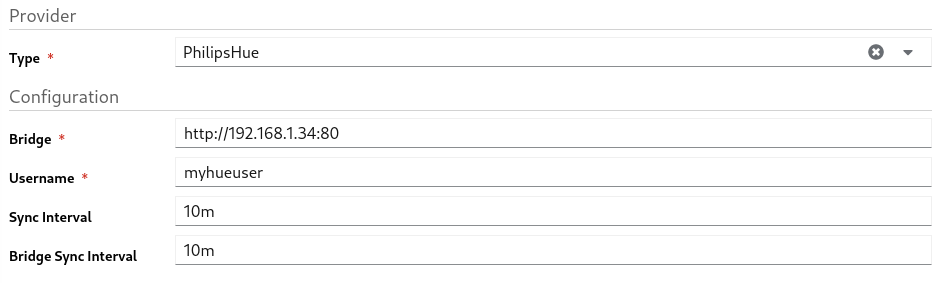 Provider
Type * PhilipsHue
Configuration
Bridge * http://192.168.1.34:80
Username * myhueuser
Sync Interval 10m
Bridge Sync Interval 10m